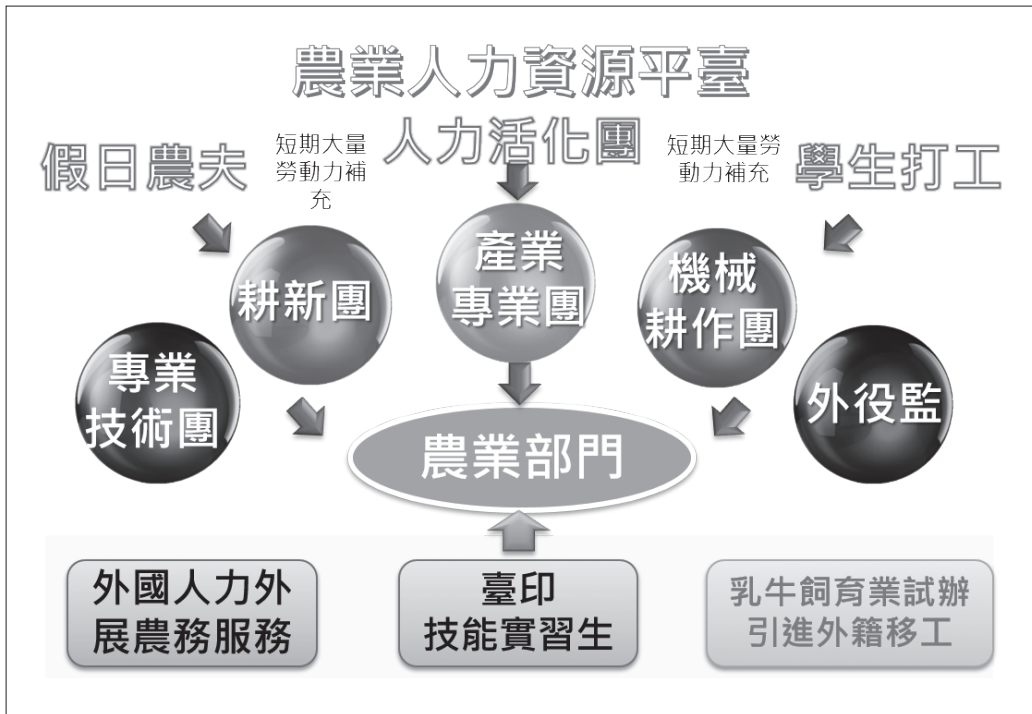 農業人力資源平臺
假日農夫
短期大量
勞動力補
充
人力活化團
短期大量勞
動力補充
學生打工
專業
技術團
耕新團
產業
專業團
機械
耕作團
外役監
農業部門
外國人力外
展農務服務
臺印
技能實習生
乳牛飼育業試辦
引進外籍移工